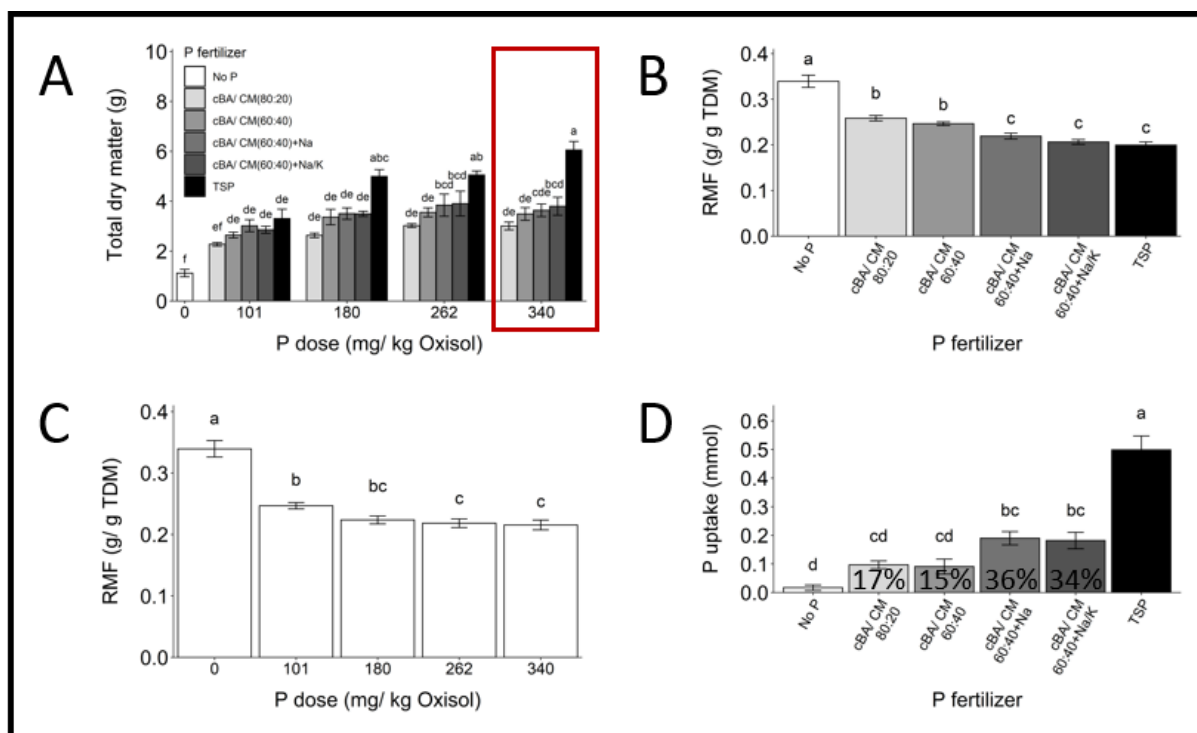 A
P fertilizer
No P
cBA/ CM(80:20)
cBA/ CM(60:40)
cBA/ CM(60:40)+Na
cBA/ CM(60:40)+Na/K
TSP
Total dry matter (g)
10
8
6
4
2
0
f
ef
de
de
de
de
de
de
de
de
abc
de
de
bcd
bcd
ab
de
de
cde
bcd
a
0 101 180 262 340
P dose (mg/ kg Oxisol)
B
RMF (g/ g TDM)
0.3
0.2
0.1
0.0
a
b
b
c
c
c
No P
cBA/ CM
80:20
cBA/ CM
60:40
cBA/ CM
60:40+Na
cBA/ CM
60:40+Na/K
TSP
P fertilizer
C
RMF (g/ g TDM)
0.4
0.3
0.2
0.1
0.0
a
b
bc
c
c
0 101 180 262 340
P dose (mg/ kg Oxisol)
D
P uptake (mmol)
0.6
0.5
0.4
0.3
0.2
0.1
0.0
d
cd
cd
bc
bc
a
17% 15% 36% 34%
No P
cBA/ CM
80:20
cBA/ CM
60:40
cBA/ CM
60:40+Na
cBA/ CM
60:40+Na/K
TSP
P fertilizer